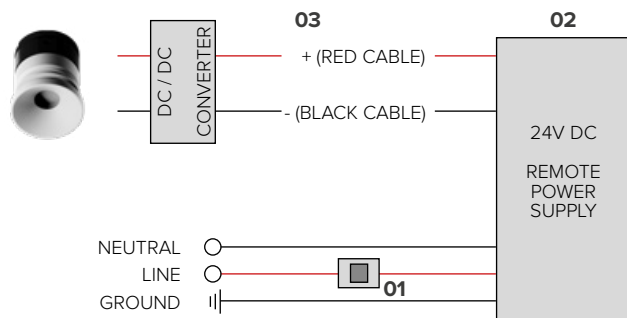 03
02
DC / DC
CONVERTER
+ (RED CABLE)
- (BLACK CABLE)
24V DC
REMOTE
POWER
SUPPLY
NEUTRAL
LINE
01
GROUND